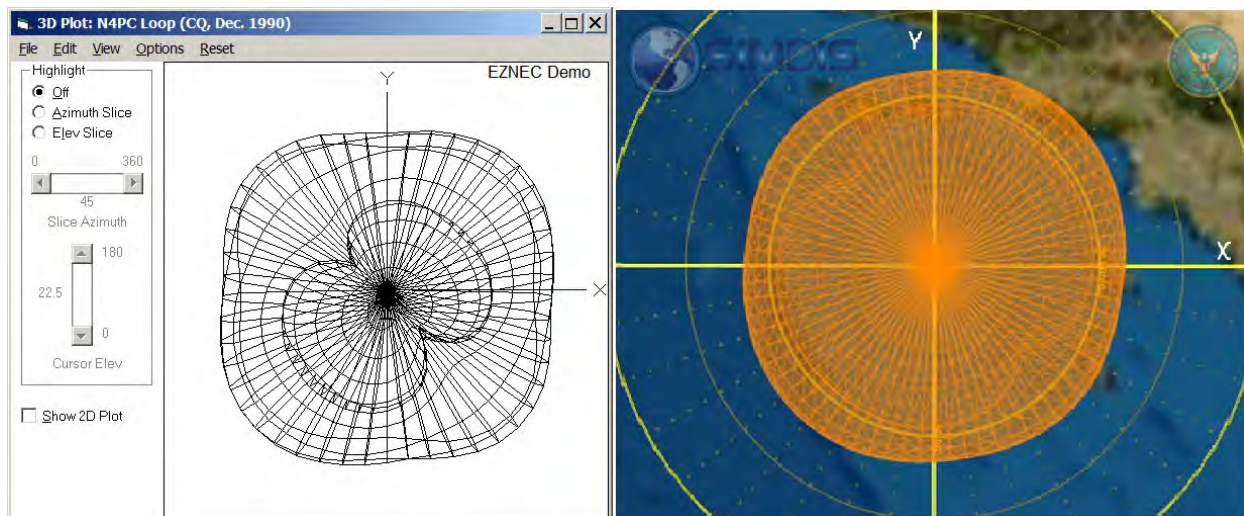 3D Plot: N4PC Loop (CQ, Dec. 1990)
File Edit View Options Reset
Highlight
Off
Azimuth Slice
Elev Slice
0 360
45
Slice Azimuth
180
22.5
0
Cursor Elev
Show 2D Plot
EZNEC Demo
Y
X
SIMDIS
Y
X